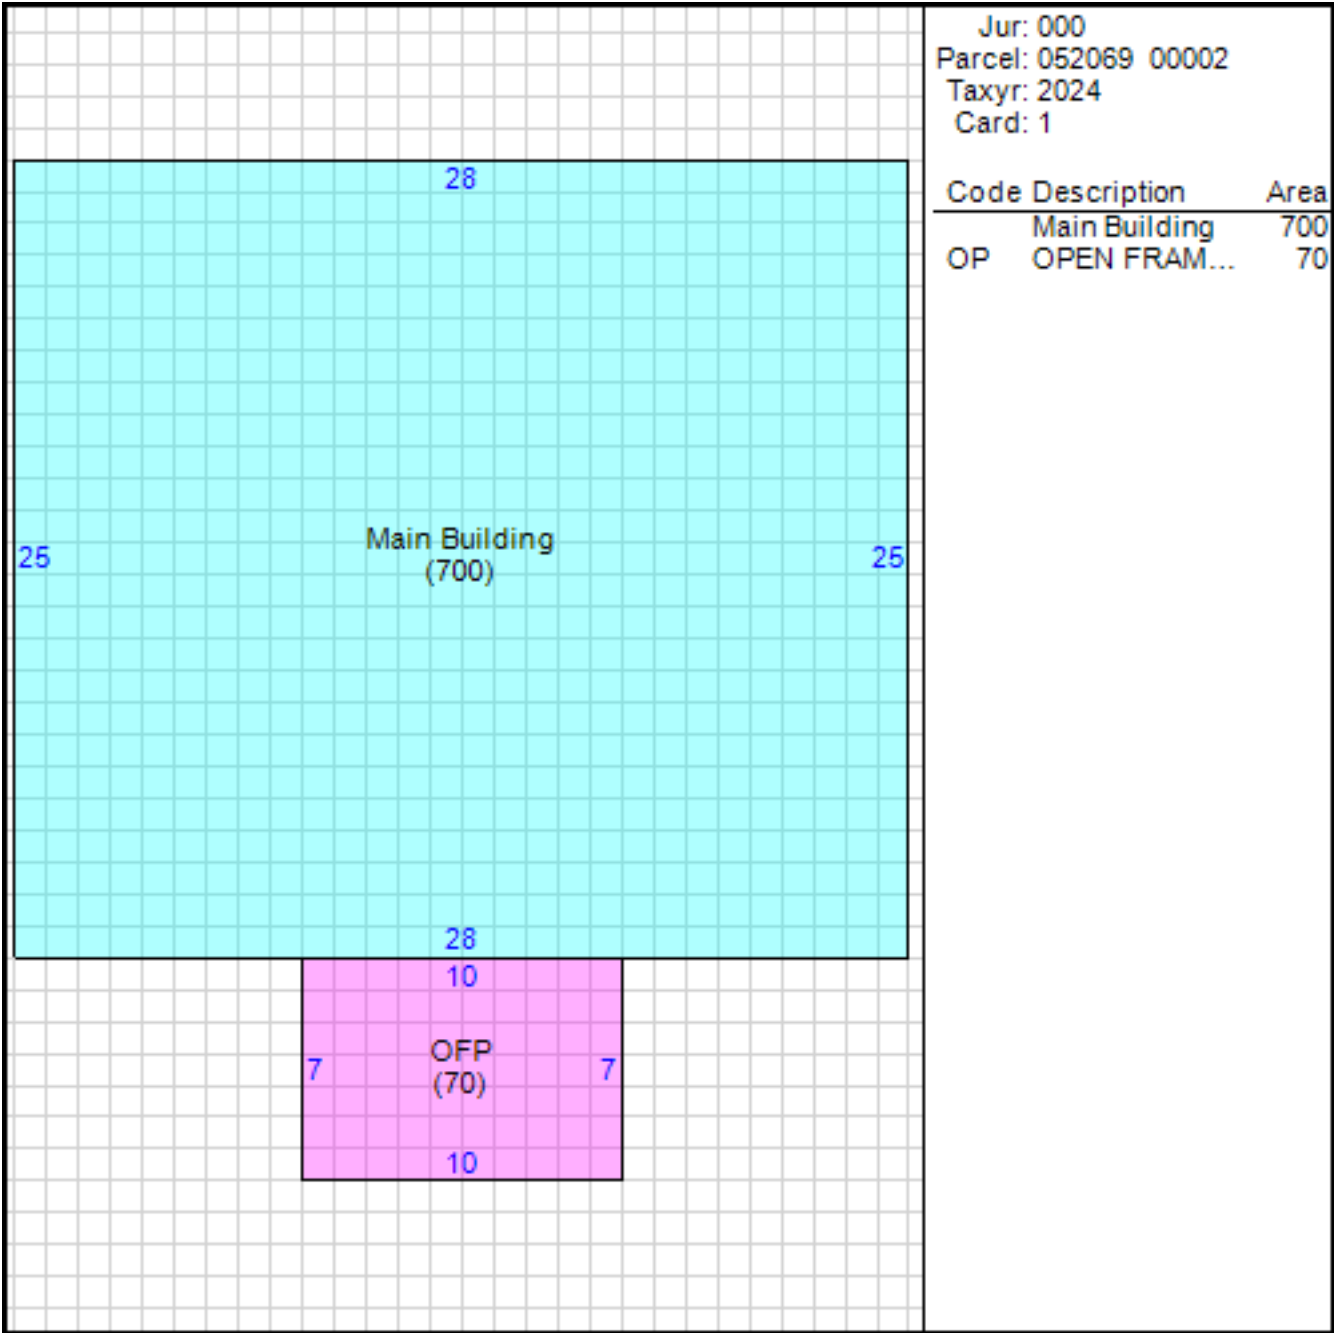 Jur: 000
Parcel: 052069 00002
Taxyr: 2024
Card: 1
Code Description Area
Main Building 700
OP OPEN FRAM... 70
28
25
Main Building
(700)
25
28
10
7
OFP
(70)
7
10